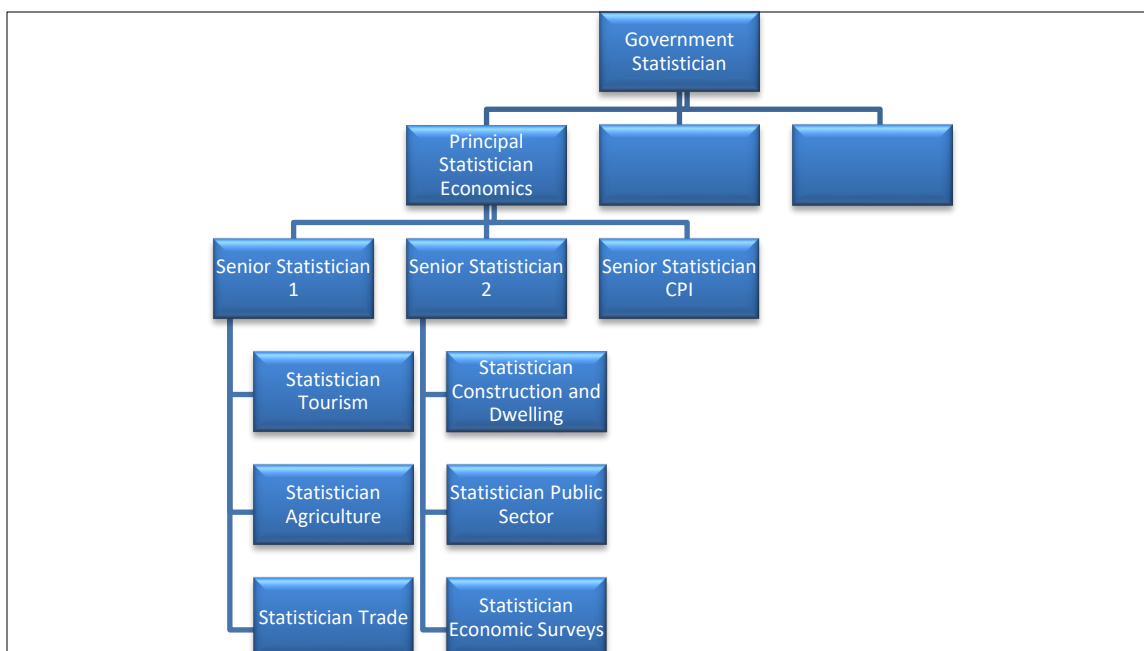 Government
Statistician
Principal
Statistician
Economics
Senior Statistician
1
Senior Statistician
2
Senior Statistician
CPI
Statistician
Tourism
Statistician
Construction and
Dwelling
Statistician
Agriculture
Statistician Public
Sector
Statistician Trade
Statistician
Economic Surveys